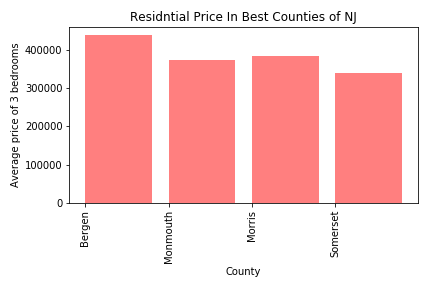 Residntial Price In Best Counties of NJ
Average price of 3 bedrooms
400000
300000
200000
100000
0
Bergen
Monmouth
Morris
Somerset
County